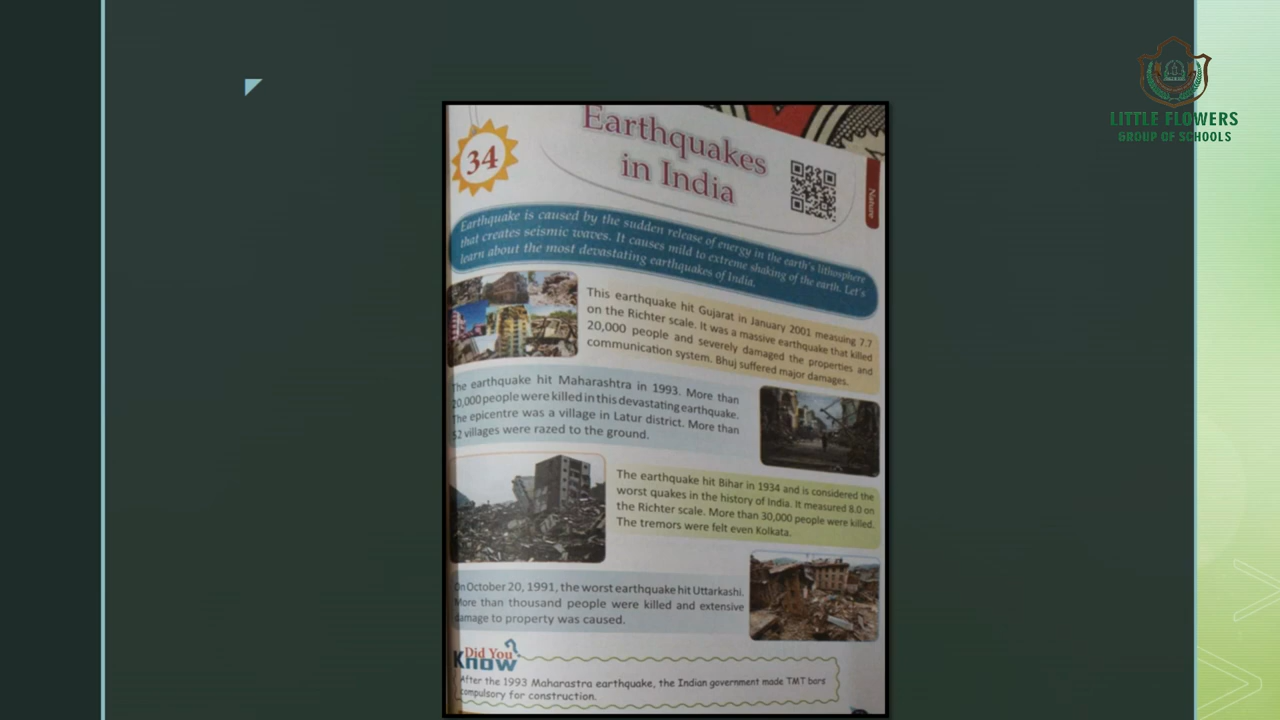 LITTLE FLOWERS
GROUP OF SCHOOLS
34
Earthquakes
in India
Nature
Earthquake is caused by the sudden release of energy in the earth's lithosphere
that creates seismic waves. It causes mild to extreme shaking of the earth. Let's
learn about the most devastating earthquakes of India.
This earthquake hit Gujarat in January 2001 measuing 7.7
on the Richter scale. It was a massive earthquake that killed
20,000 people and severely damaged the properties and
communication system. Bhuj suffered major damages.
The earthquake hit Maharashtra in 1993. More than
20,000 people were killed in this devastating earthquake.
The epicentre was a village in Latur district. More than
52 villages were razed to the ground.
The earthquake hit Bihar in 1934 and is considered the
worst quakes in the history of India. It measured 8.0 on
the Richter scale. More than 30,000 people were killed.
The tremors were felt even Kolkata.
On October 20, 1991, the worst earthquake hit Uttarkashi.
More than thousand people were killed and extensive
damage to property was caused.
Did You
Know
After the 1993 Maharastra earthquake, the Indian government made TMT bars
compulsory for construction.